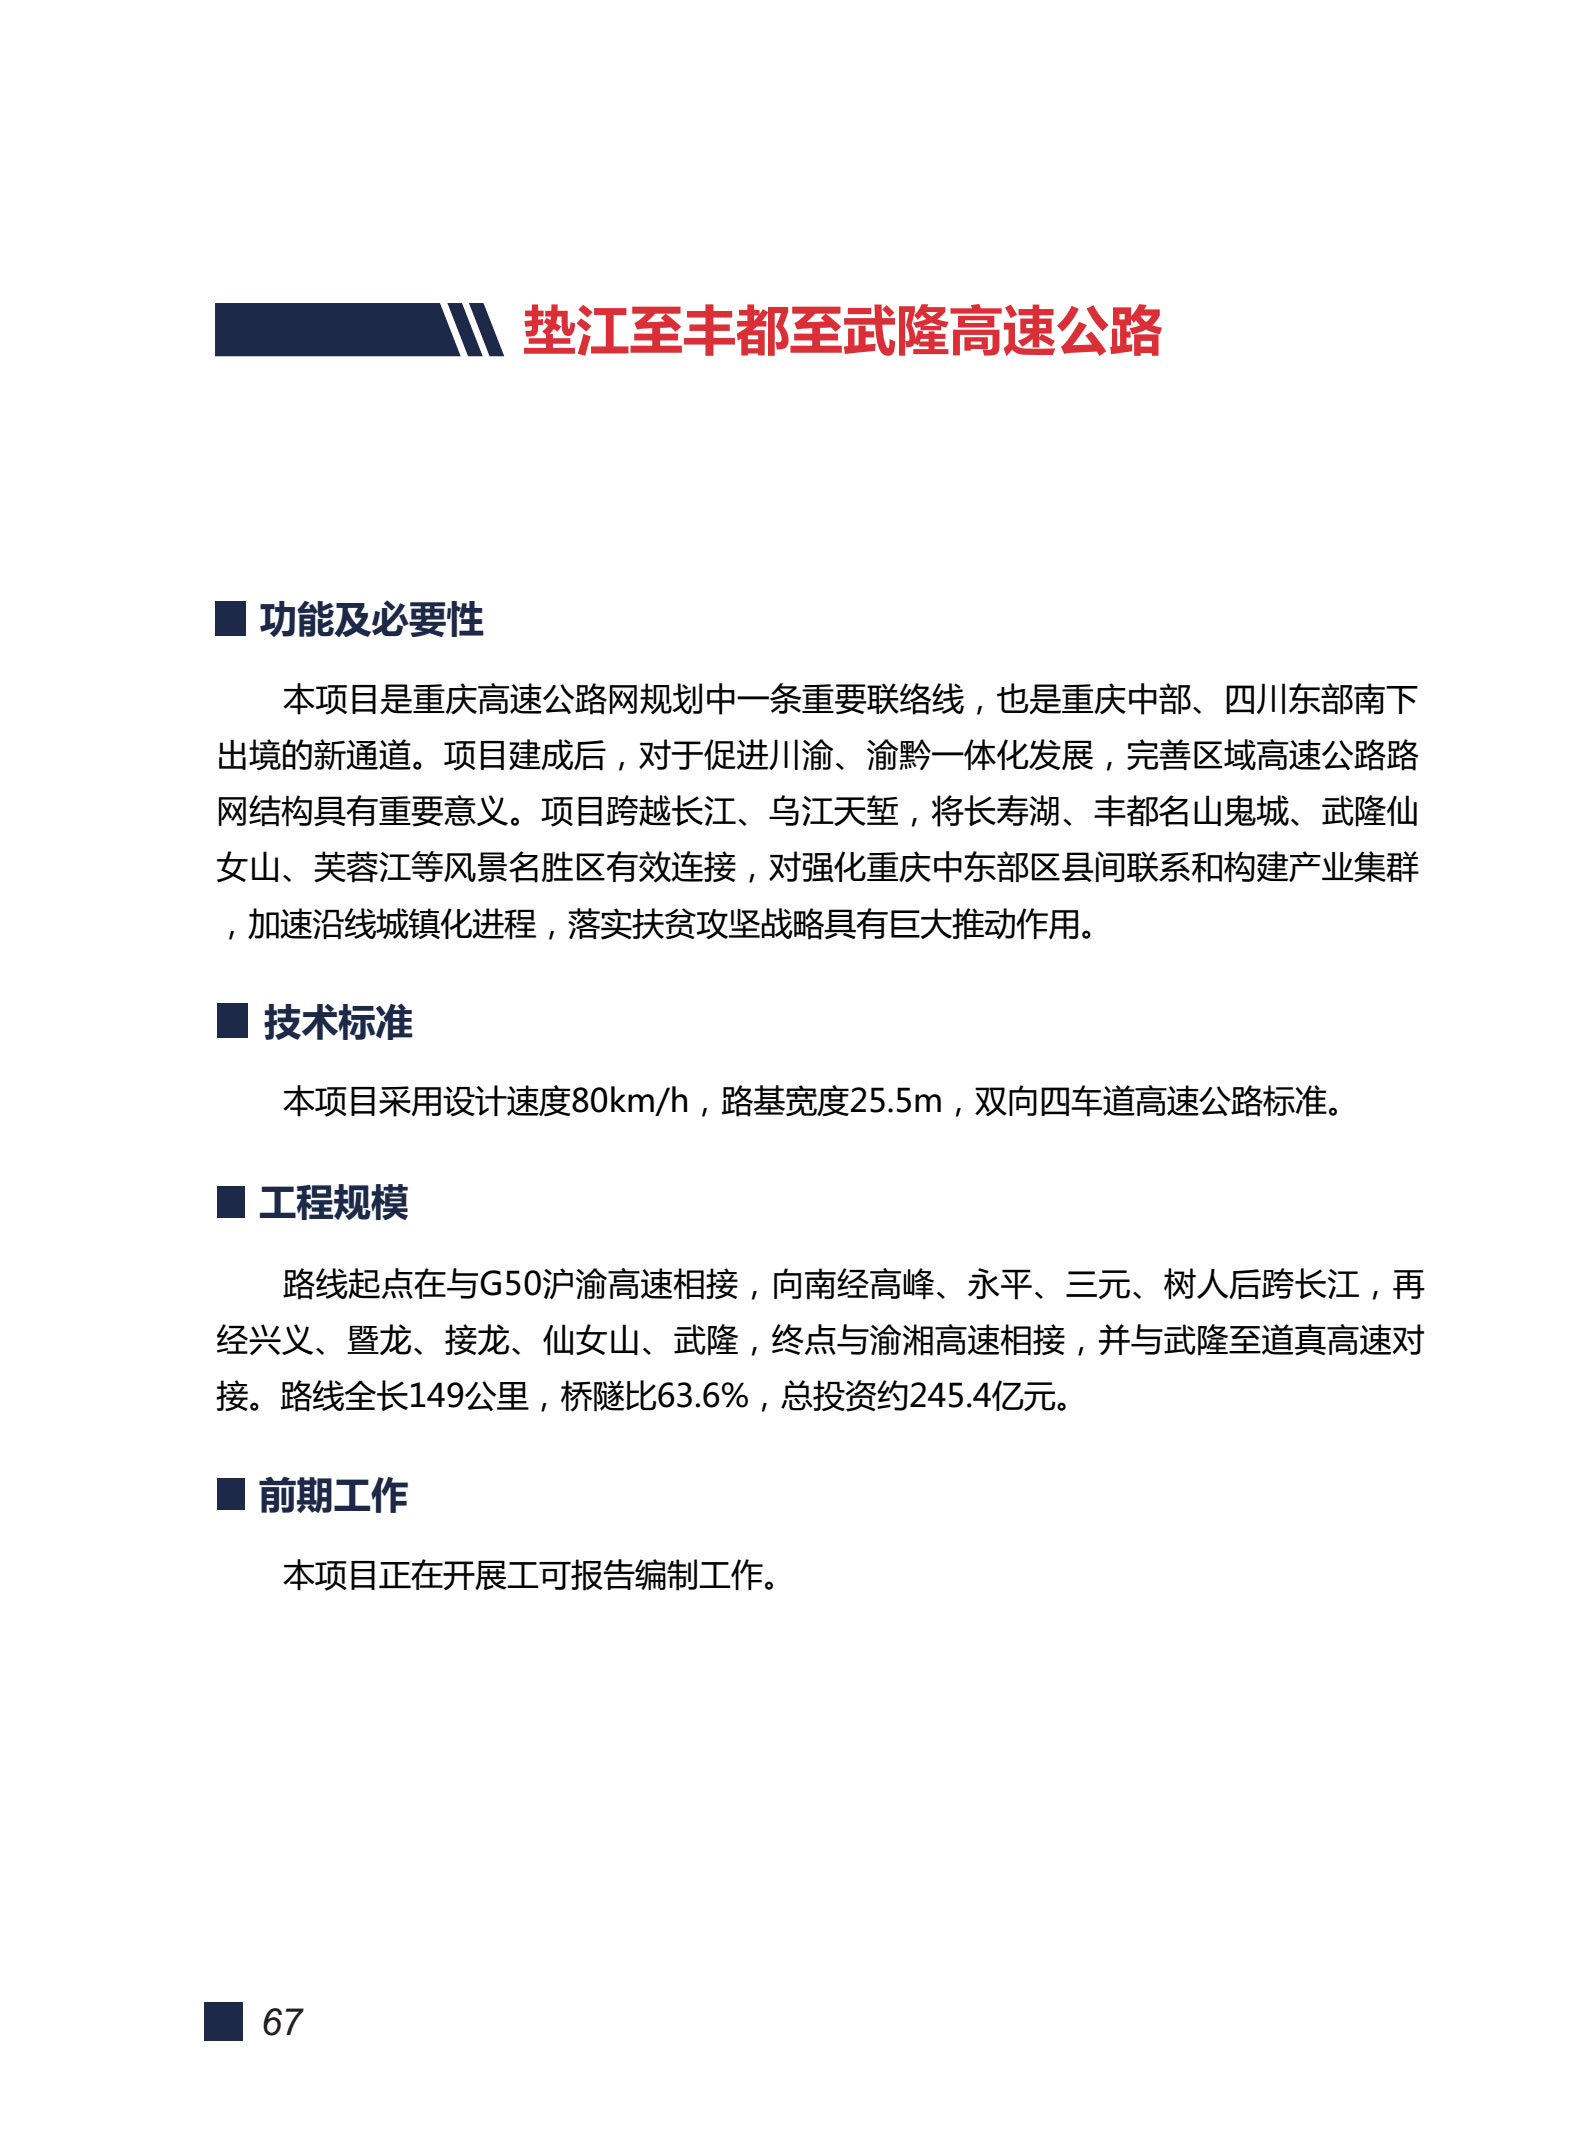 垫江至丰都至武隆高速公路
功能及必要性
本项目是重庆高速公路网规划中一条重要联络线，也是重庆中部、四川东部南下
出境的新通道。项目建成后，对于促进川渝、渝黔一体化发展，完善区域高速公路路
网结构具有重要意义。项目跨越长江、乌江天堑，将长寿湖、丰都名山鬼城、武隆仙
女山、芙蓉江等风景名胜区有效连接，对强化重庆中东部区县间联系和构建产业集群
，加速沿线城镇化进程，落实扶贫攻坚战略具有巨大推动作用。
技术标准
本项目采用设计速度80km/h，路基宽度25.5m，双向四车道高速公路标准。
工程规模
路线起点在与G50沪渝高速相接，向南经高峰、永平、三元、树人后跨长江，再
经兴义、暨龙、接龙、仙女山、武隆，终点与渝湘高速相接，并与武隆至道真高速对
接。路线全长149公里，桥隧比63.6%，总投资约245.4亿元。
前期工作
本项目正在开展工可报告编制工作。
67